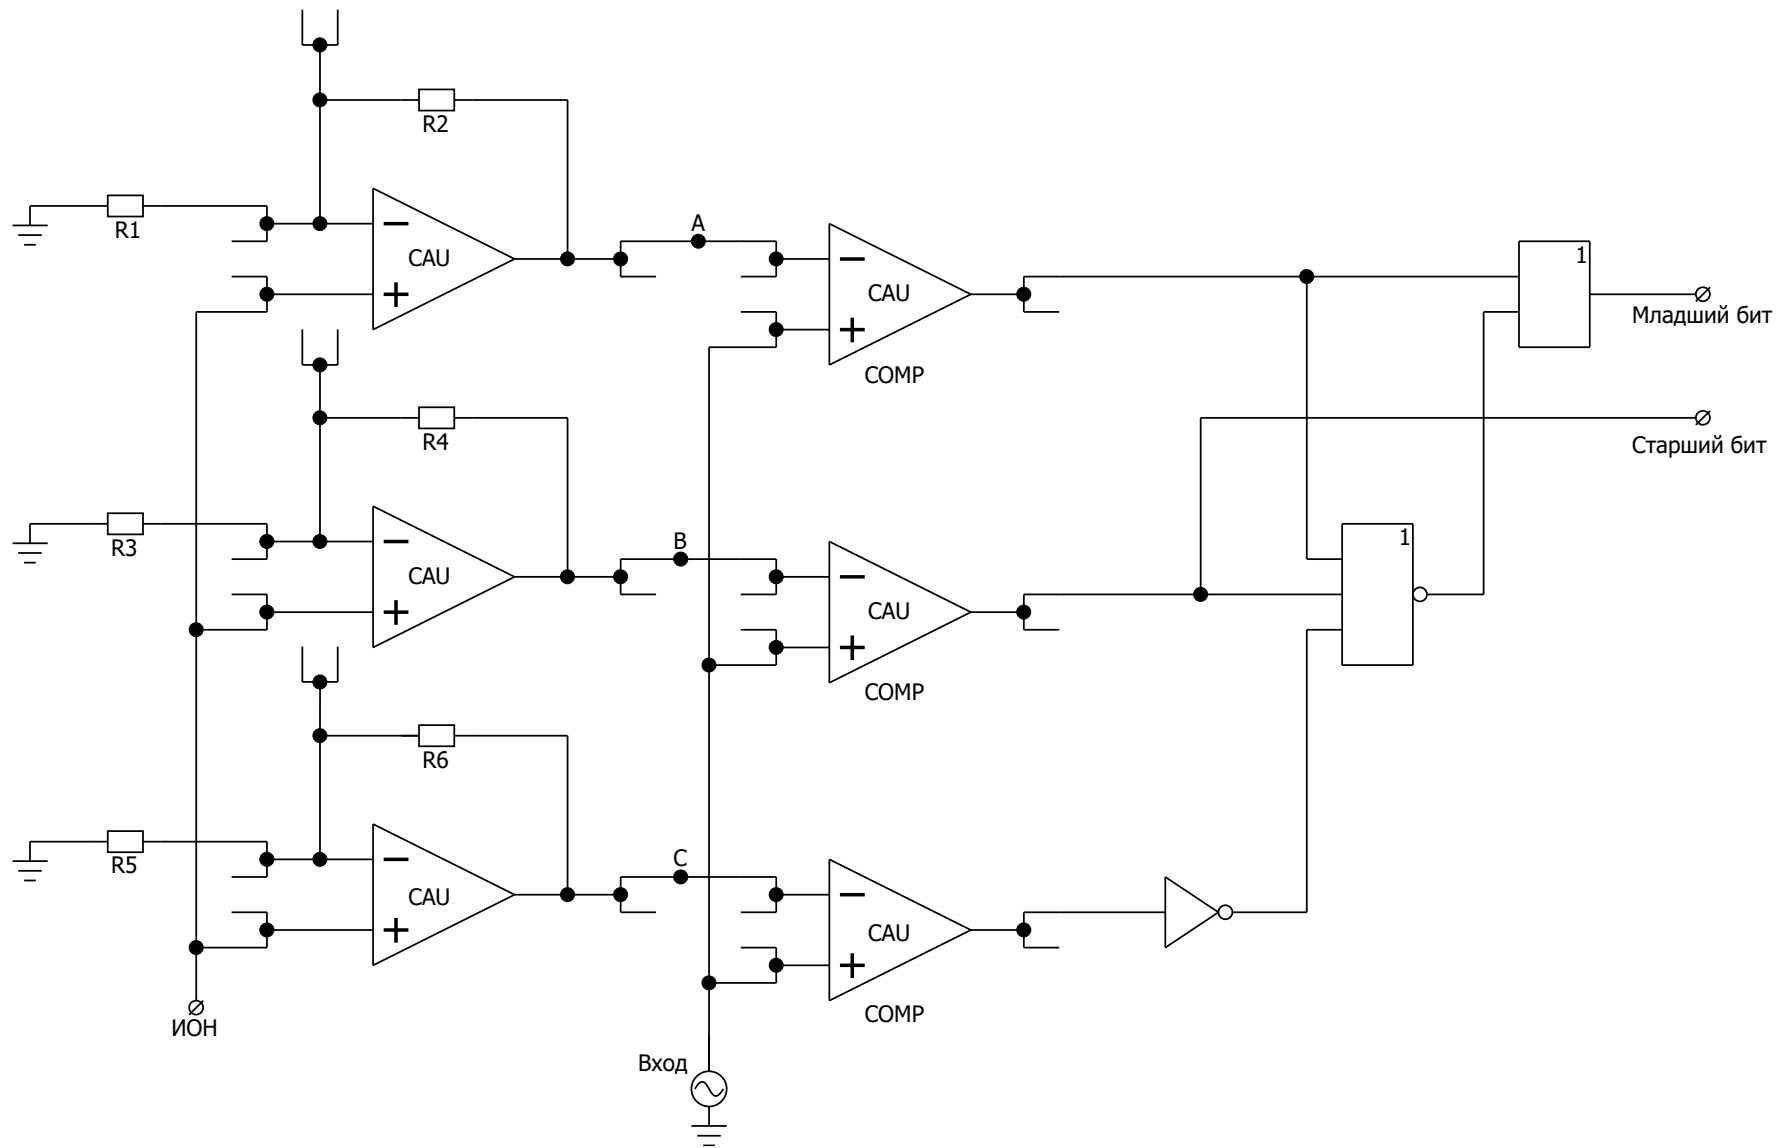 R2
R1
CAU
A
CAU
COMP
1
Младший бит
R4
R3
CAU
B
CAU
COMP
Старший бит
1
R6
R5
CAU
C
CAU
COMP
ИОН
Вход